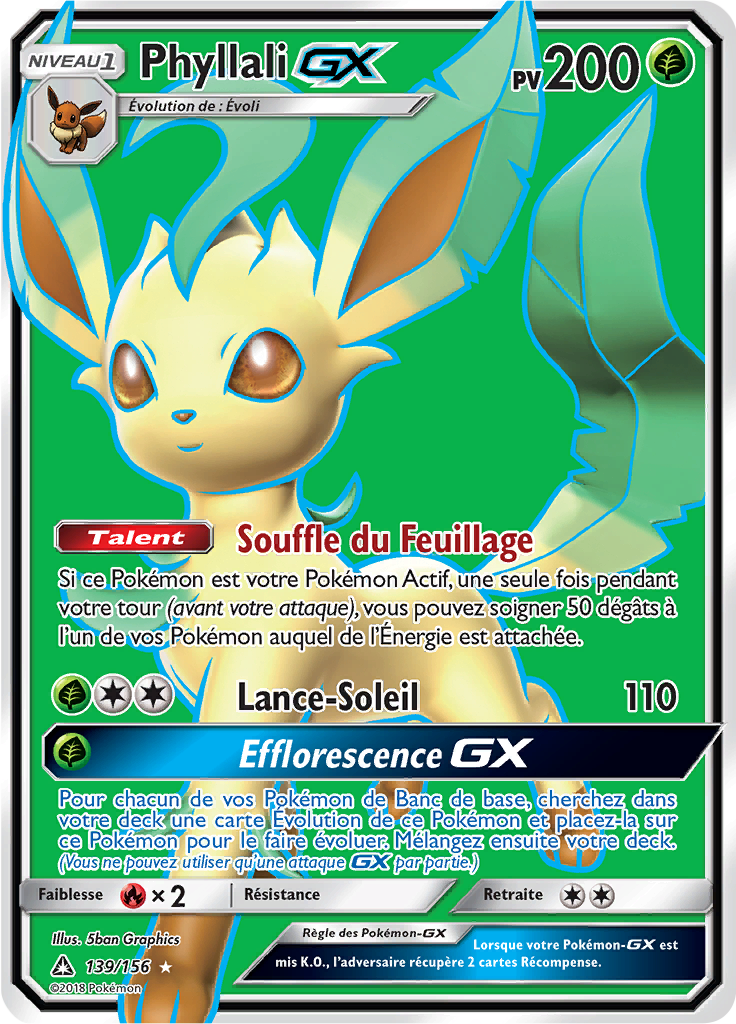 NIVEAU 1
Phyllali GX
PV 200
Évolution de : Évoli
Talent Souffle du Feuillage
Si ce Pokémon est votre Pokémon Actif, une seule fois pendant
votre tour (avant votre attaque), vous pouvez soigner 50 dégâts à
l'un de vos Pokémon auquel de l'Énergie est attachée.
Lance-Soleil 110
Efflorescence GX
Pour chacun de vos Pokémon de Banc de base, cherchez dans
votre deck une carte Évolution de ce Pokémon et placez-la sur
ce Pokémon pour le faire évoluer. Mélangez ensuite votre deck.
(Vous ne pouvez utiliser qu'une attaque GX par partie.)
Faiblesse ×2 Résistance Retraite
Illus. 5ban Graphics
139/156
©2018 Pokémon
Règle des Pokémon-GX
Lorsque votre Pokémon-GX est
mis K.O., l'adversaire récupère 2 cartes Récompense.